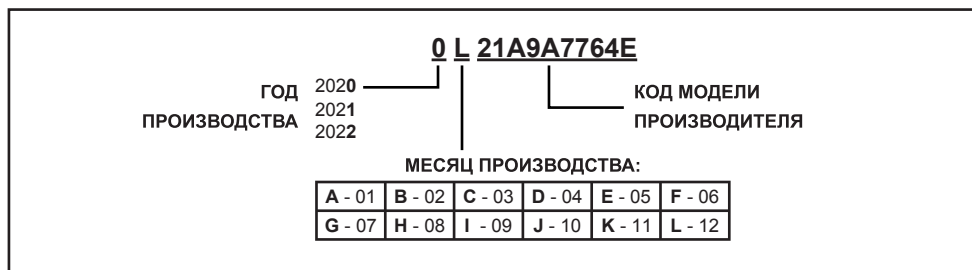 0 L 21A9A7764E
ГОД 2020
ПРОИЗВОДСТВА 2021
2022
КОД МОДЕЛИ
ПРОИЗВОДИТЕЛЯ
МЕСЯЦ ПРОИЗВОДСТВА:
A - 01 B - 02 C - 03 D - 04 E - 05 F - 06
G - 07 H - 08 I - 09 J - 10 K - 11 L - 12